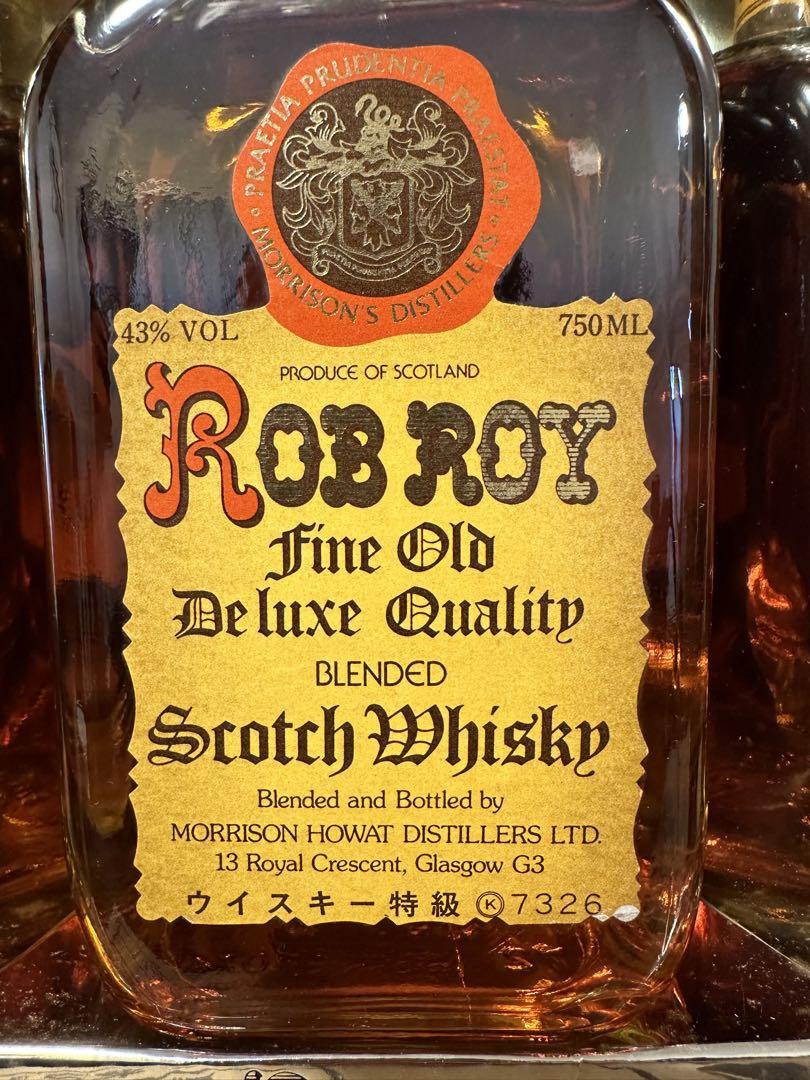 PRAETIA PRUDENTIA PRAESTAT
MORRISON'S DISTILLERS
43% VOL
750ML
PRODUCE OF SCOTLAND
ROB ROY
Fine Old
De luxe Quality
BLENDED
Scotch Whisky
Blended and Bottled by
MORRISON HOWAT DISTILLERS LTD.
13 Royal Crescent, Glasgow G3
ウイスキー特級 Ⓚ7326